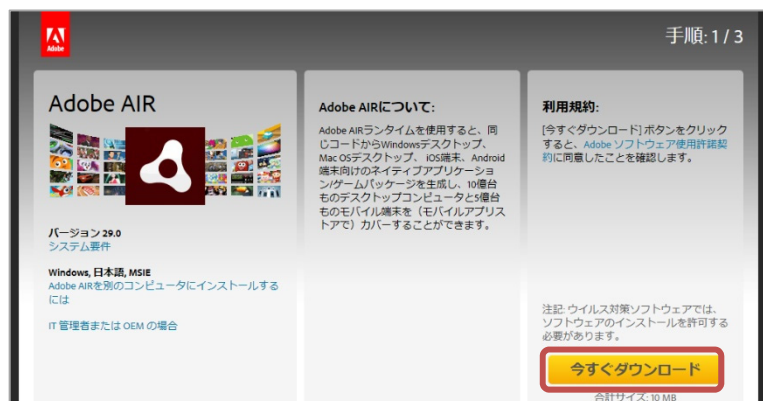 Adobe
手順: 1 / 3
Adobe AIR
バージョン 29.0
システム要件
Windows, 日本語, MSIE
Adobe AIRを別のコンピュータにインストールする
には
IT 管理者または OEM の場合
Adobe AIRについて:
Adobe AIRランタイムを使用すると、同
じコードからWindowsデスクトップ、
Mac OSデスクトップ、iOS端末、Android
端末向けのネイティブアプリケーショ
ン/ゲームパッケージを生成し、10億台
ものデスクトップコンピュータと5億台
ものモバイル端末を（モバイルアプリス
トアで）カバーすることができます。
利用規約:
[今すぐダウンロード] ボタンをクリック
すると、Adobe ソフトウェア使用許諾契
約に同意したことを確認します。
注記: ウイルス対策ソフトウェアでは、
ソフトウェアのインストールを許可する
必要があります。
今すぐダウンロード
合計サイズ: 10 MB